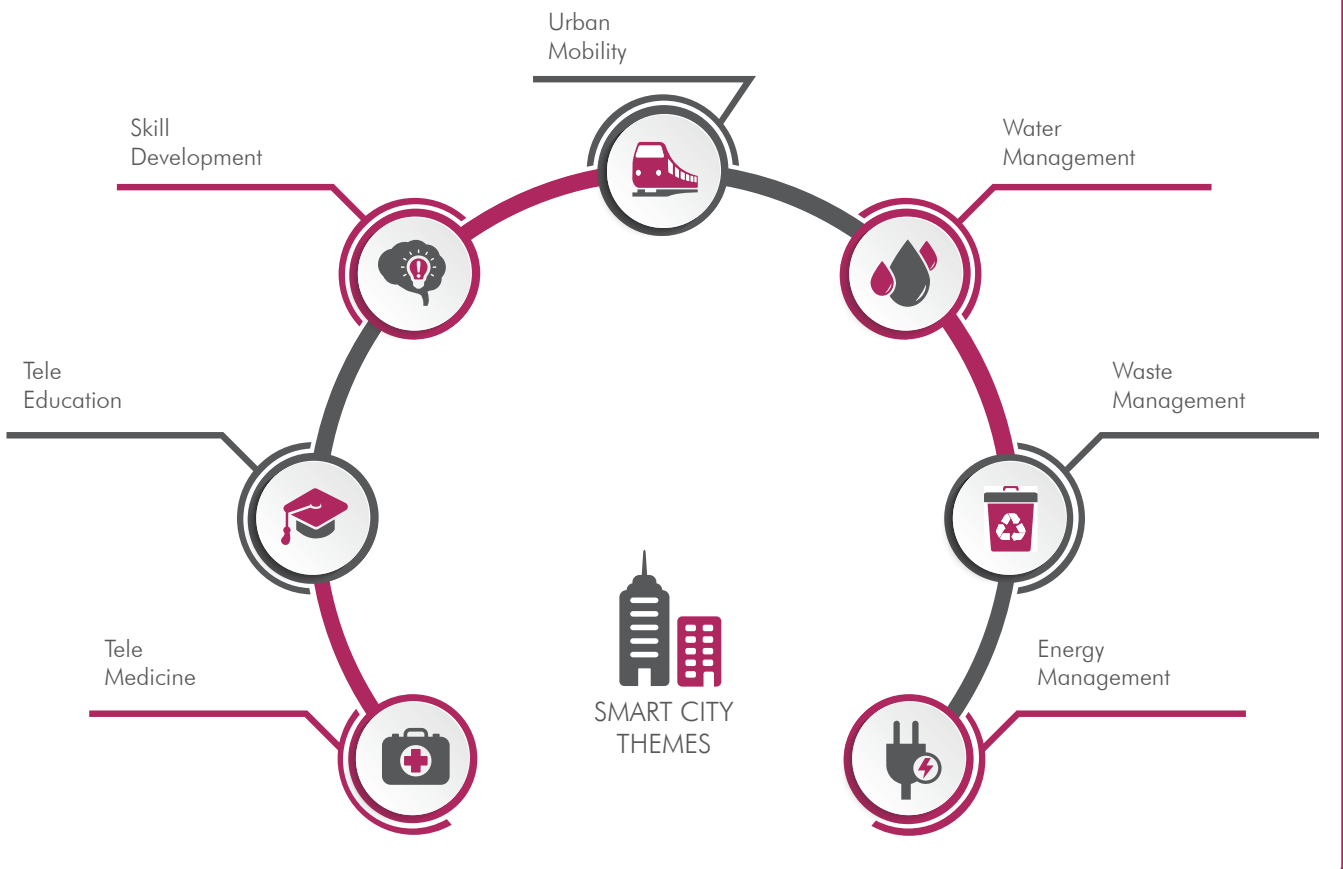 Urban
Mobility
Skill
Development
Water
Management
Tele
Education
Waste
Management
Tele
Medicine
Energy
Management
SMART CITY
THEMES